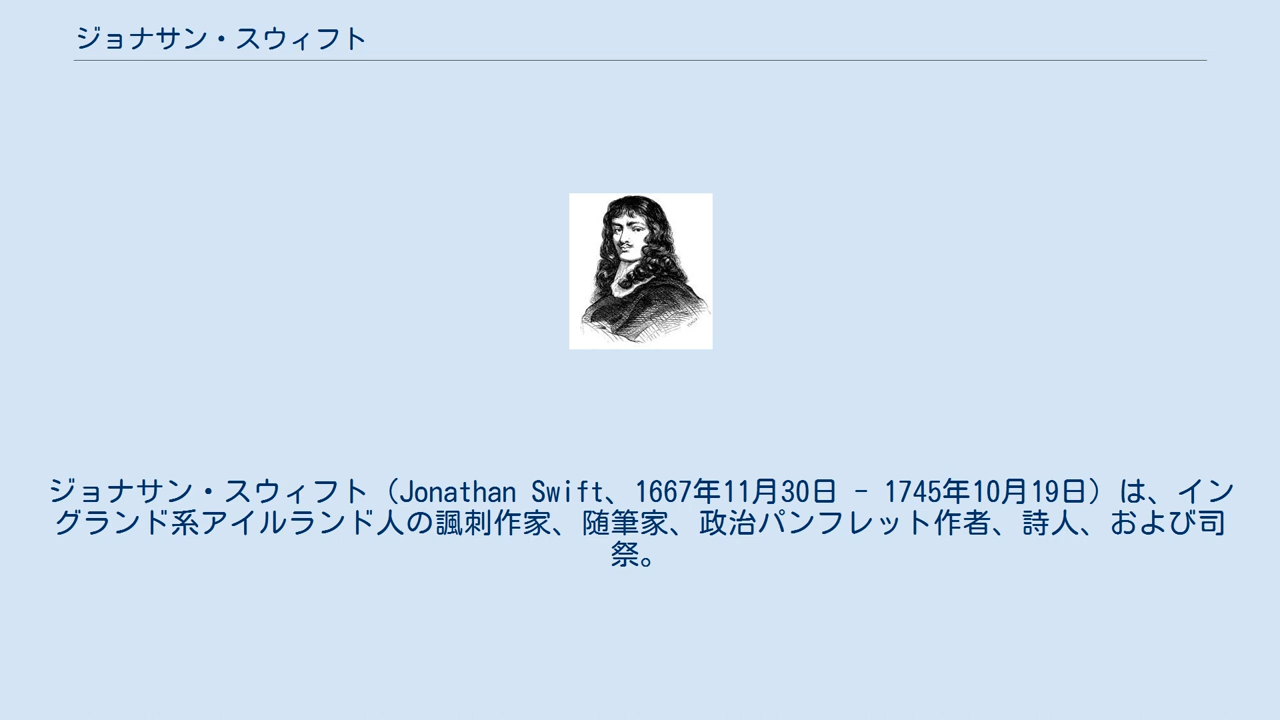 ジョナサン・スウィフト
ジョナサン・スウィフト（Jonathan Swift、1667年11月30日 - 1745年10月19日）は、イン
グランド系アイルランド人の諷刺作家、随筆家、政治パンフレット作者、詩人、および司
祭。